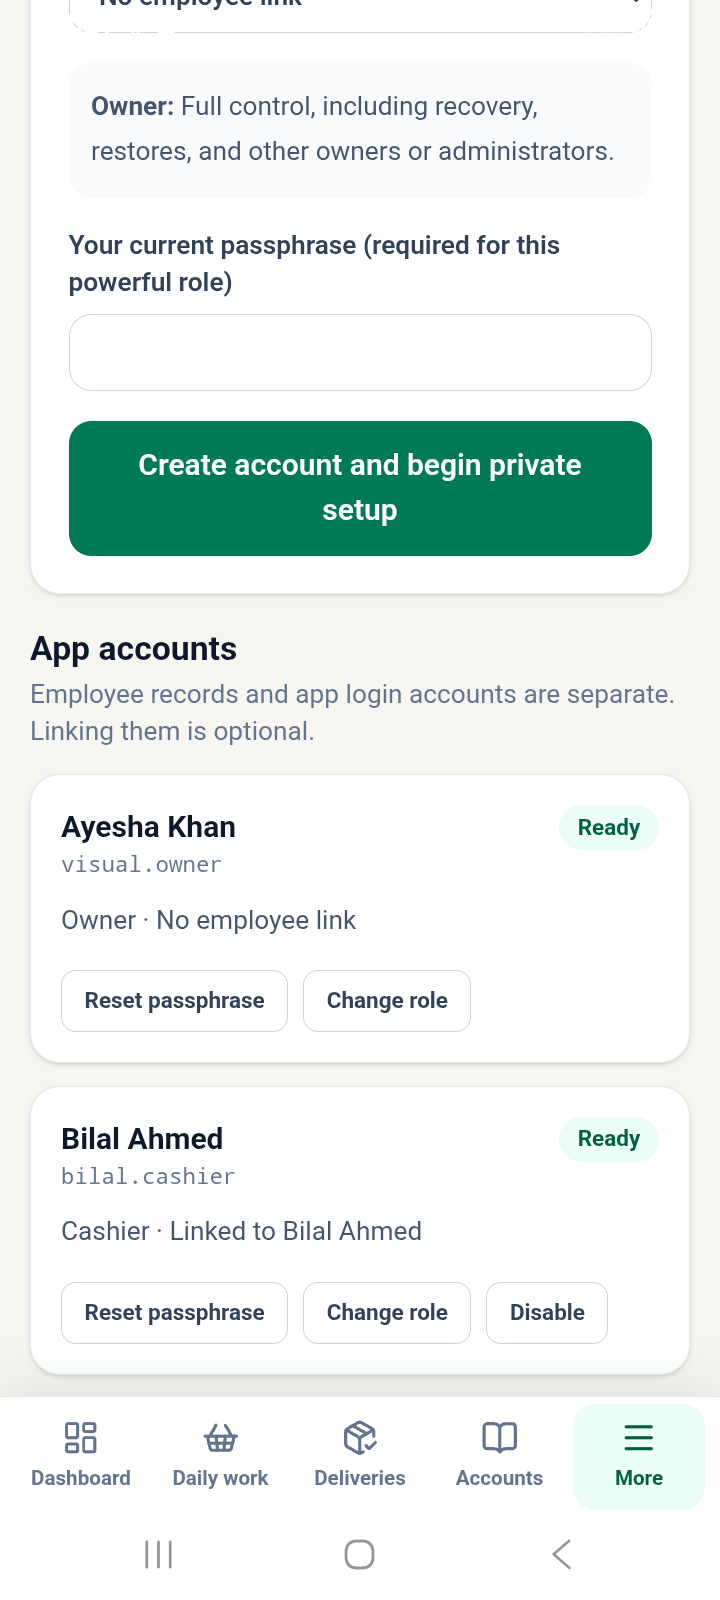 No employee link
Owner: Full control, including recovery,
restores, and other owners or administrators.
Your current passphrase (required for this
powerful role)
Create account and begin private
setup
App accounts
Employee records and app login accounts are separate.
Linking them is optional.
Ayesha Khan
Ready
visual.owner
Owner · No employee link
Reset passphrase
Change role
Bilal Ahmed
Ready
bilal.cashier
Cashier · Linked to Bilal Ahmed
Reset passphrase
Change role
Disable
Dashboard
Daily work
Deliveries
Accounts
More